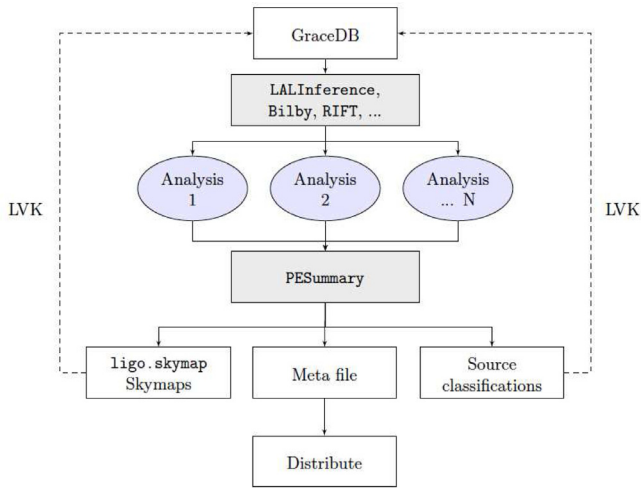 GraceDB
LALInference,
Bilby, RIFT, ...
Analysis
1
Analysis
2
Analysis
... N
LVK
LVK
PESummary
ligo.skymap
Skymaps
Meta file
Source
classifications
Distribute